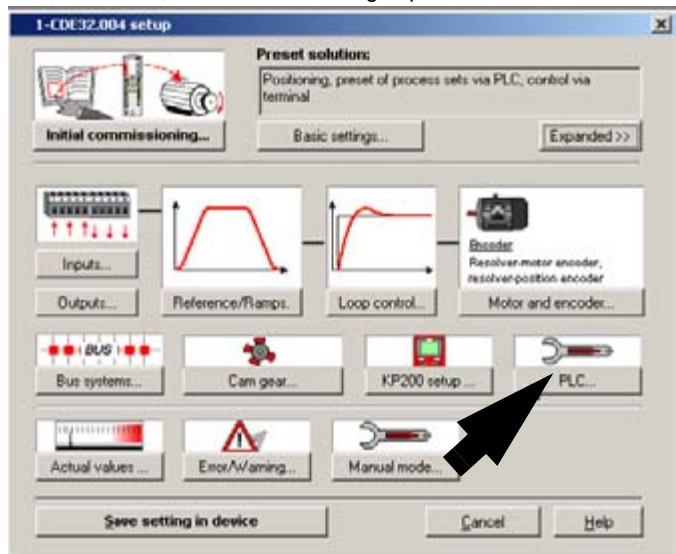 1-CDE32.004 setup
Preset solution:
Positioning, preset of process sets via PLC, control via
terminal
Initial commissioning...
Basic settings...
Expanded >>
Encoder
Resolver-motor encoder,
resolver-position encoder
Inputs...
Outputs...
Reference/Ramps.
Loop control...
Motor and encoder...
BUS
Bus systems...
Cam gear...
KP200 setup ...
PLC...
Actual values ...
Error/Warning...
Manual mode...
Save setting in device
Cancel
Help